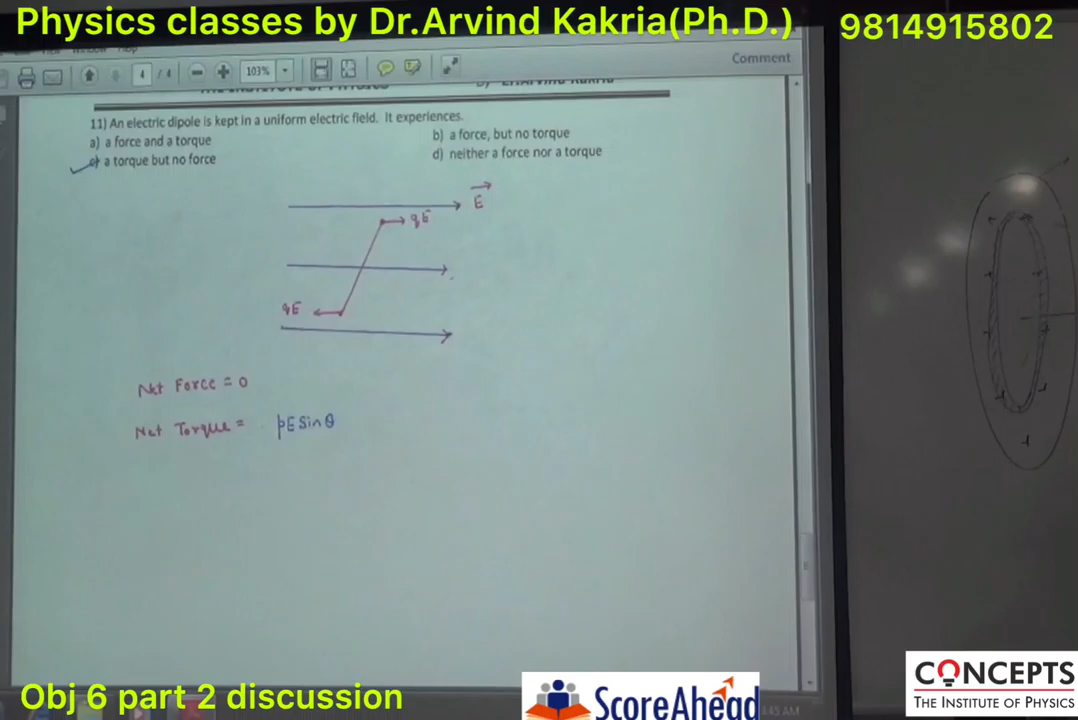 Physics classes by Dr.Arvind Kakria(Ph.D.) 9814915802
4 / 4 103% Comment
11) An electric dipole is kept in a uniform electric field. It experiences.
a) a force and a torque b) a force, but no torque
c) a torque but no force d) neither a force nor a torque
E
qE
qE
Net Force = 0
Net Torque = pE Sin θ
Obj 6 part 2 discussion
ScoreAhead
CONCEPTS
THE INSTITUTE OF PHYSICS